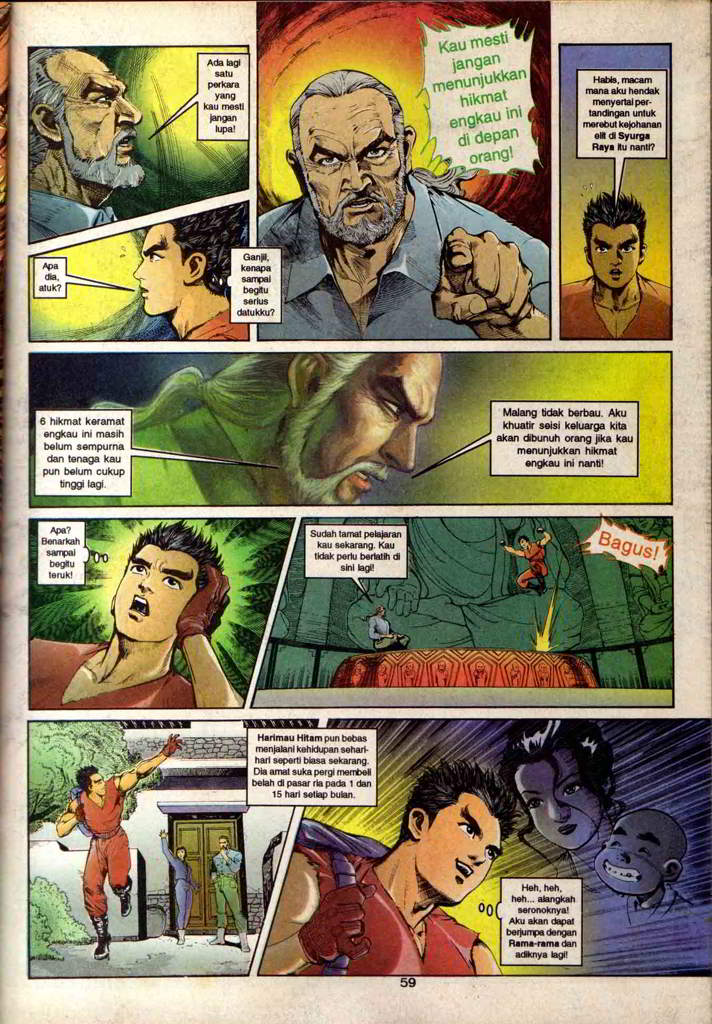 Ada lagi
satu
perkara
yang
kau mesti
jangan
lupa!
Apa
dia,
atuk?
Ganjil,
kenapa
sampai
begitu
serius
datukku?
Kau mesti
jangan
menunjukkan
hikmat
engkau ini
di depan
orang!
Habis, macam
mana aku hendak
menyertai per-
tandingan untuk
merebut kejohanan
elit di Syurga
Raya itu nanti?
6 hikmat keramat
engkau ini masih
belum sempurna
dan tenaga kau
pun belum cukup
tinggi lagi.
Malang tidak berbau. Aku
khuatir seisi keluarga kita
akan dibunuh orang jika kau
menunjukkan hikmat
engkau ini nanti!
Apa?
Benarkah
sampai
begitu
teruk!
Sudah tamat pelajaran
kau sekarang. Kau
tidak perlu berlatih di
sini lagi!
Bagus!
Harimau Hitam pun bebas
menjalani kehidupan sehari-
hari seperti biasa sekarang.
Dia amat suka pergi membeli
belah di pasar ria pada 1 dan
15 hari setiap bulan.
Heh, heh,
heh... alangkah
seronoknya!
Aku akan dapat
berjumpa dengan
Rama-rama dan
adiknya lagi!
59